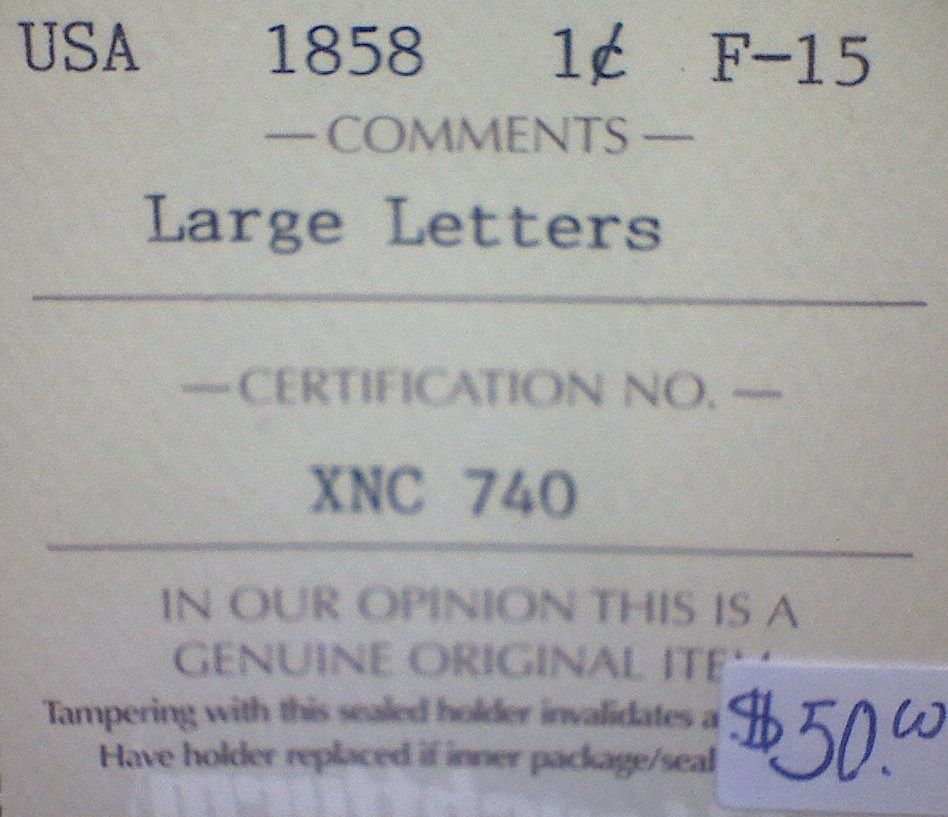 USA 1858 1¢ F-15
— COMMENTS —
Large Letters
— CERTIFICATION NO. —
XNC 740
IN OUR OPINION THIS IS A
GENUINE ORIGINAL
Tampering with this sealed holder invalidates
Have holder replaced if inner package/seal
$50.00